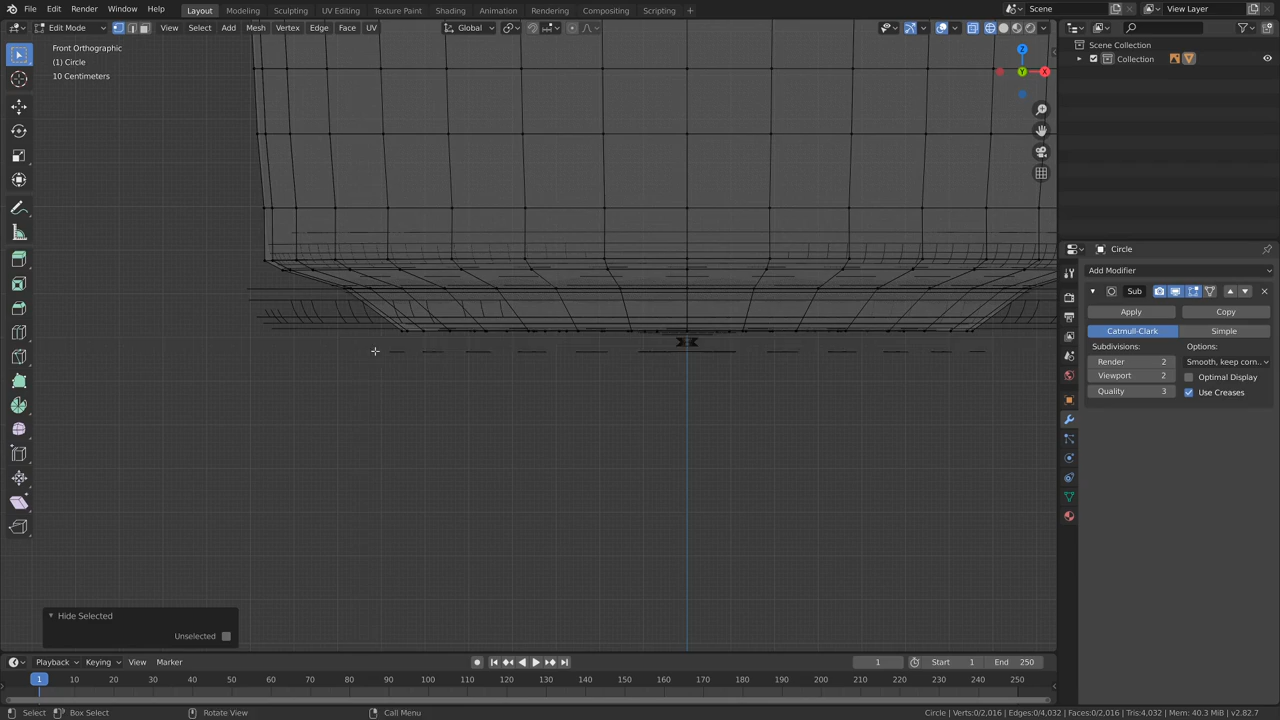 File Edit Render Window Help Layout Modeling Sculpting UV Editing Texture Paint Shading Animation Rendering Compositing Scripting + Scene View Layer
Edit Mode View Select Add Mesh Vertex Edge Face UV Global
Front Orthographic
(1) Circle
10 Centimeters
Z
X
Y
Scene Collection
Collection
Circle
Add Modifier
Sub
Apply Copy
Catmull-Clark Simple
Subdivisions: Options:
Render 2 Smooth, keep corn..
Viewport 2 Optimal Display
Quality 3 Use Creases
Hide Selected
Unselected
Playback Keying View Marker 1 Start 1 End 250
1 10 20 30 40 50 60 70 80 90 100 110 120 130 140 150 160 170 180 190 200 210 220 230 240 250
Select Box Select Rotate View Call Menu Circle | Verts:0/2,016 | Edges:0/4,032 | Faces:0/2,016 | Tris:4,032 | Mem: 40.3 MiB | v2.82.7